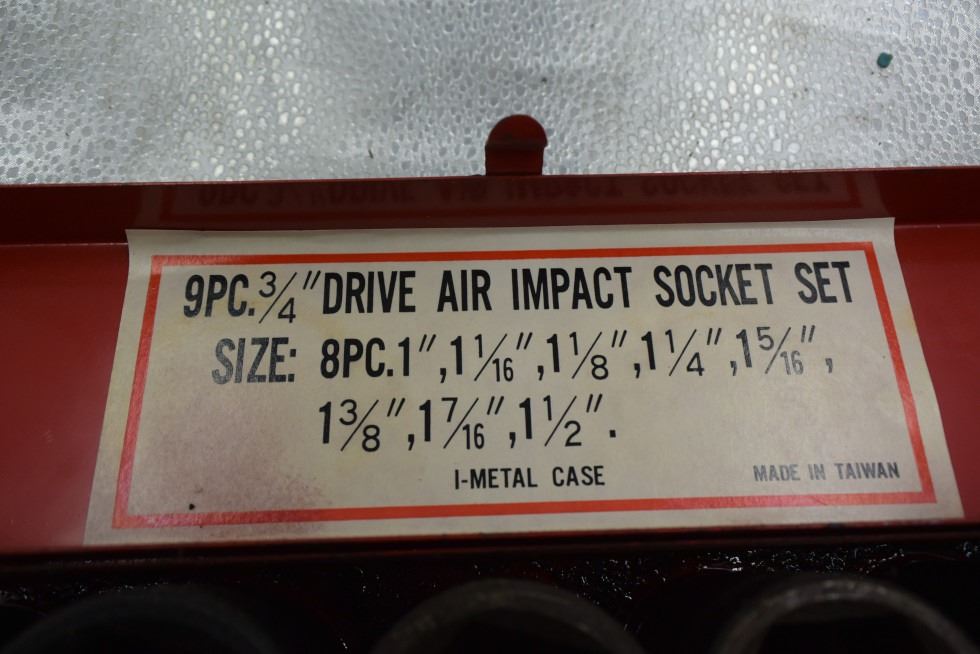 9PC. 3/4" DRIVE AIR IMPACT SOCKET SET
SIZE: 8PC. 1", 1 1/16", 1 1/8", 1 1/4", 1 5/16",
1 3/8", 1 7/16", 1 1/2".
I-METAL CASE
MADE IN TAIWAN